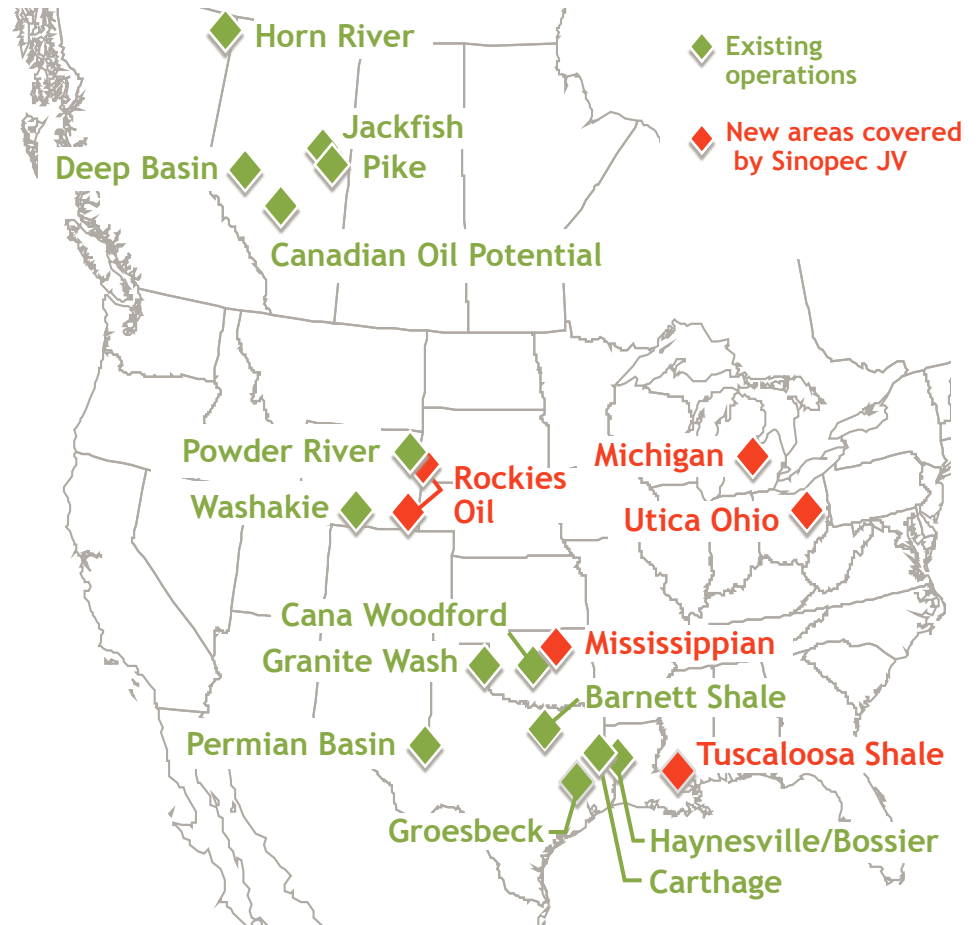 Horn River
Existing
operations
Jackfish
New areas covered
by Sinopec JV
Deep Basin
Pike
Canadian Oil Potential
Powder River
Michigan
Rockies
Oil
Washakie
Utica Ohio
Cana Woodford
Mississippian
Granite Wash
Barnett Shale
Permian Basin
Tuscaloosa Shale
Groesbeck
Haynesville/Bossier
Carthage